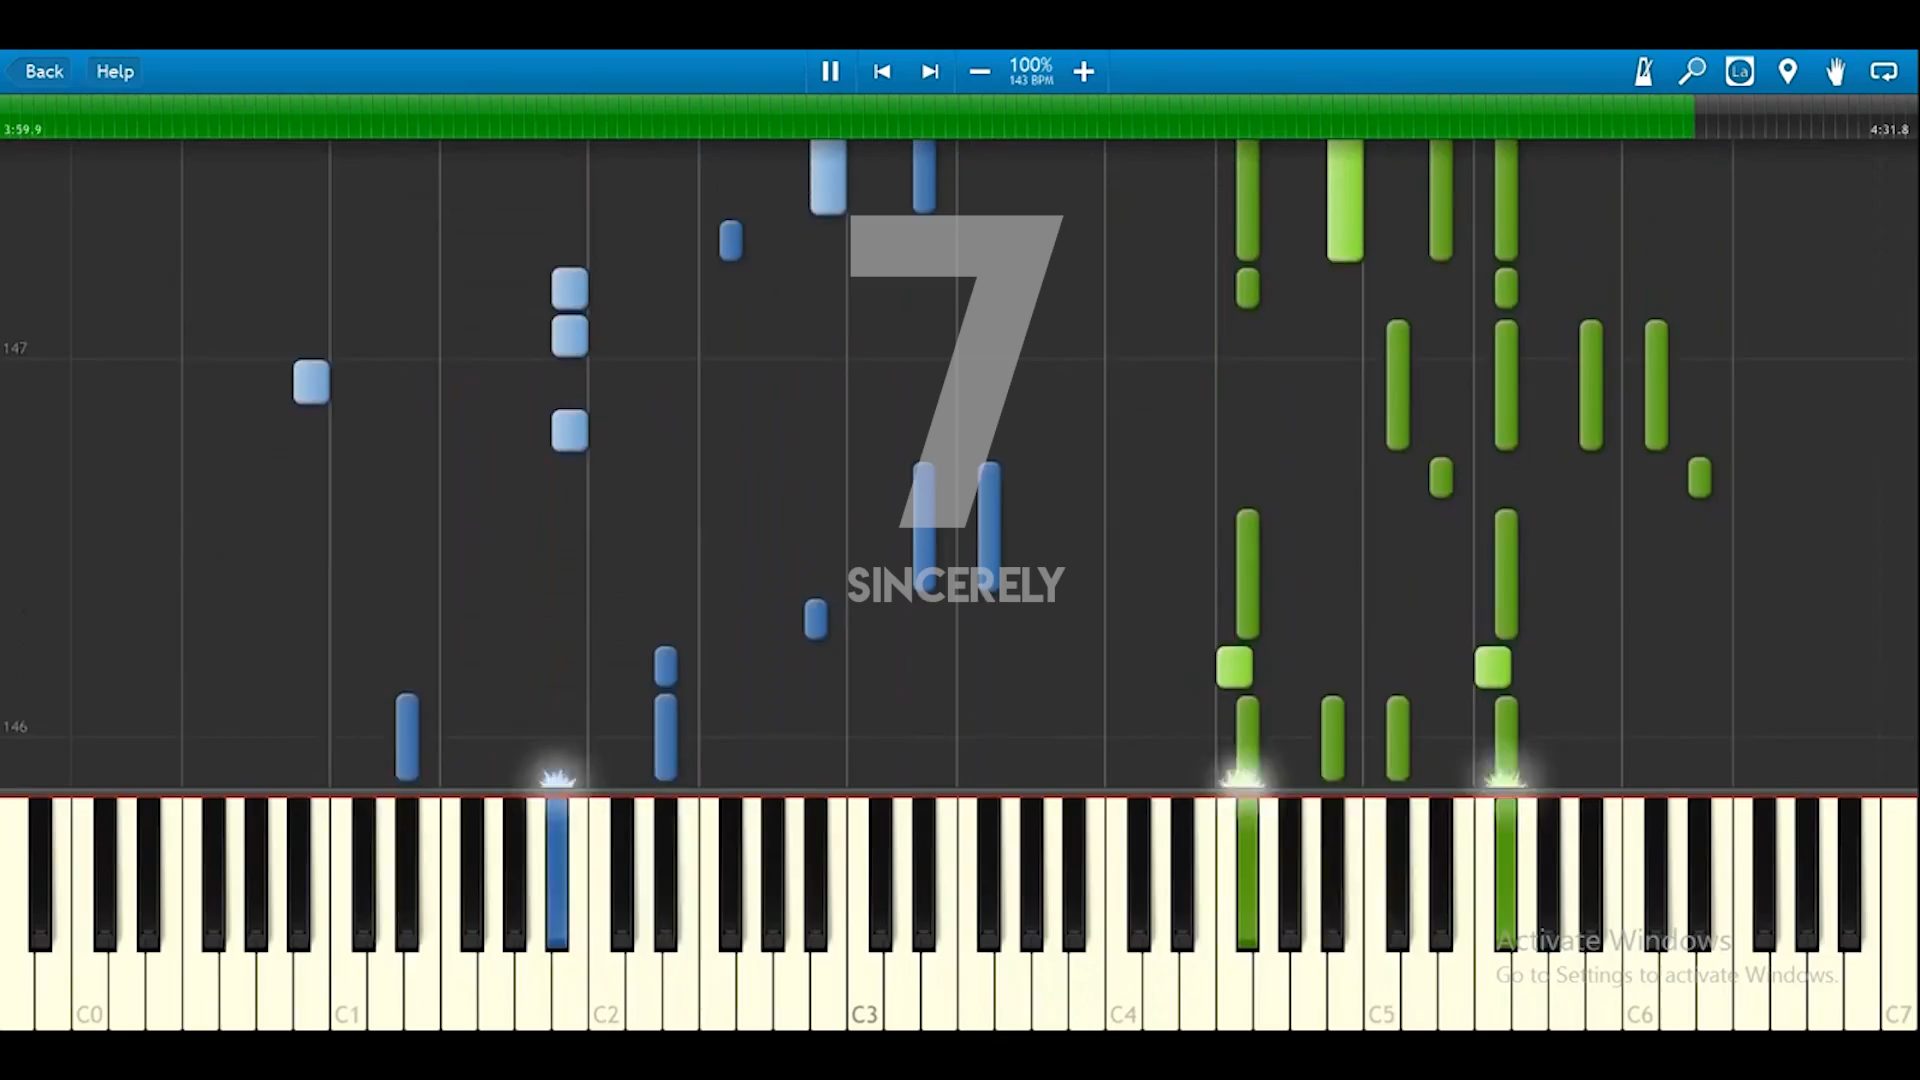 Back
Help
100%
143 BPM
La
3:59.9
4:31.8
7
147
SINCERELY
146
Activate Windows
Go to Settings to activate Windows.
C0
C1
C2
C3
C4
C5
C6
C7